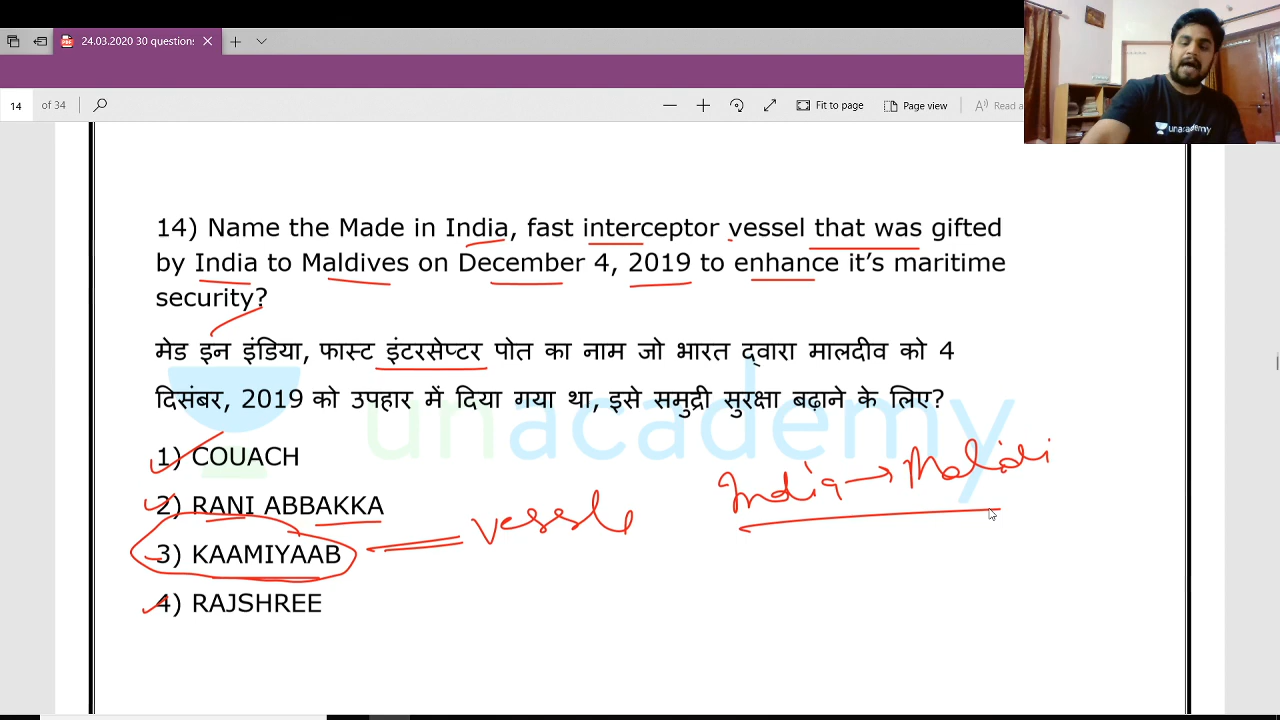 24.03.2020 30 questions
14 of 34
Fit to page
Page view
Read a
unacademy
14) Name the Made in India, fast interceptor vessel that was gifted
by India to Maldives on December 4, 2019 to enhance it's maritime
security?
मेड इन इंडिया, फास्ट इंटरसेप्टर पोत का नाम जो भारत द्वारा मालदीव को 4
दिसंबर, 2019 को उपहार में दिया गया था, इसे समुद्री सुरक्षा बढ़ाने के लिए?
unacademy
1) COUACH
2) RANI ABBAKKA
India →
3) KAAMIYAAB
4) RAJSHREE